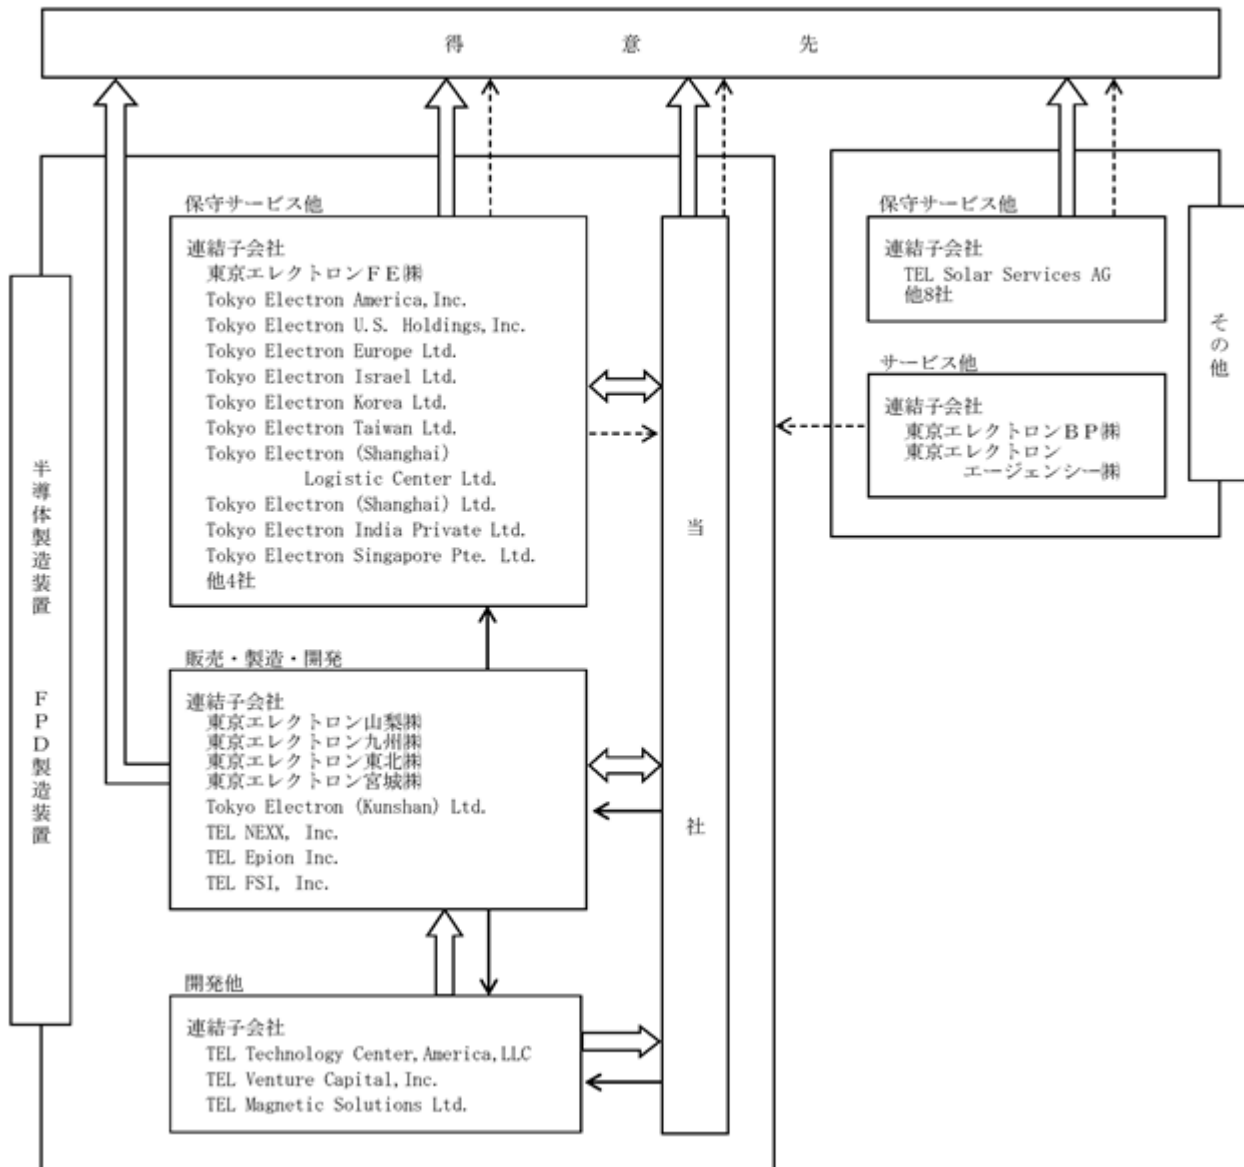 得意先
保守サービス他
連結子会社
東京エレクトロンFE㈱
Tokyo Electron America,Inc.
Tokyo Electron U.S. Holdings,Inc.
Tokyo Electron Europe Ltd.
Tokyo Electron Israel Ltd.
Tokyo Electron Korea Ltd.
Tokyo Electron Taiwan Ltd.
Tokyo Electron (Shanghai)
Logistic Center Ltd.
Tokyo Electron (Shanghai) Ltd.
Tokyo Electron India Private Ltd.
Tokyo Electron Singapore Pte. Ltd.
他4社
販売・製造・開発
連結子会社
東京エレクトロン山梨㈱
東京エレクトロン九州㈱
東京エレクトロン東北㈱
東京エレクトロン宮城㈱
Tokyo Electron (Kunshan) Ltd.
TEL NEXX, Inc.
TEL Epion Inc.
TEL FSI, Inc.
開発他
連結子会社
TEL Technology Center,America,LLC
TEL Venture Capital,Inc.
TEL Magnetic Solutions Ltd.
半導体製造装置 FPD製造装置
当社
保守サービス他
連結子会社
TEL Solar Services AG
他8社
サービス他
連結子会社
東京エレクトロンBP㈱
東京エレクトロン
エージェンシー㈱
その他